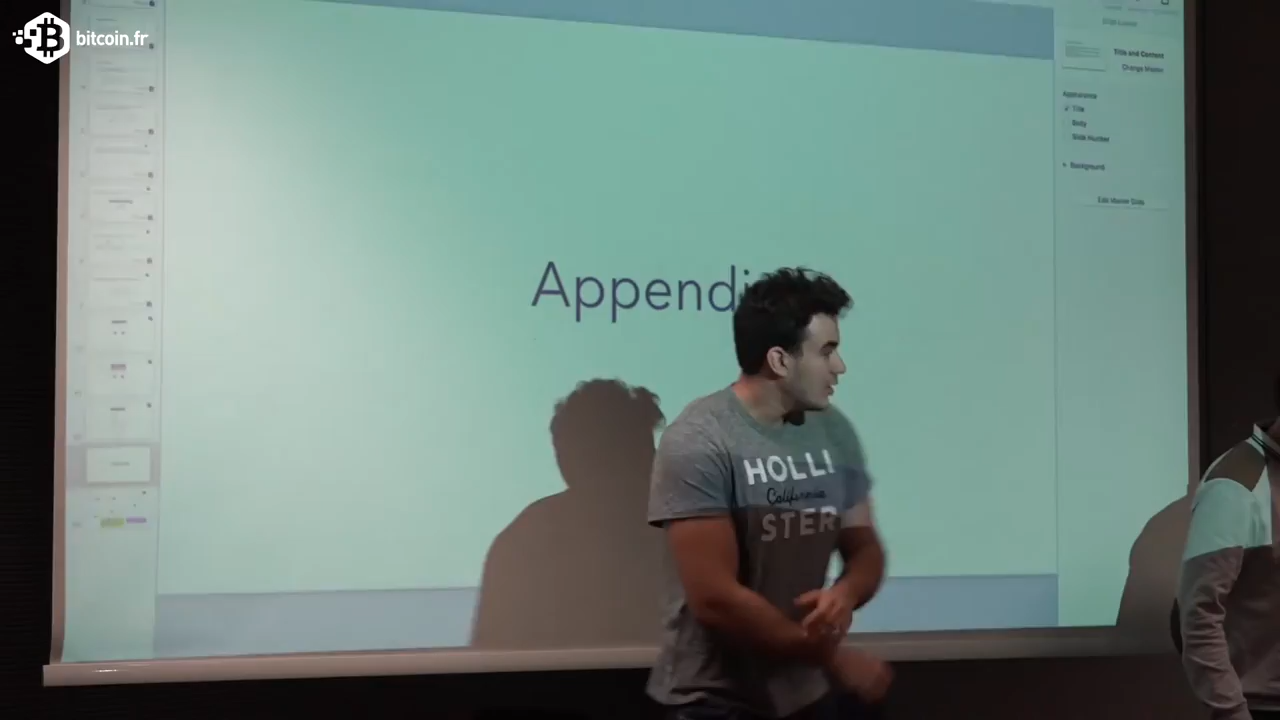 bitcoin.fr
Title and Content
Change Master
Appearance
Title
Body
Slide Number
Background
Edit Master Slide
Appendi
HOLLI
California
STER